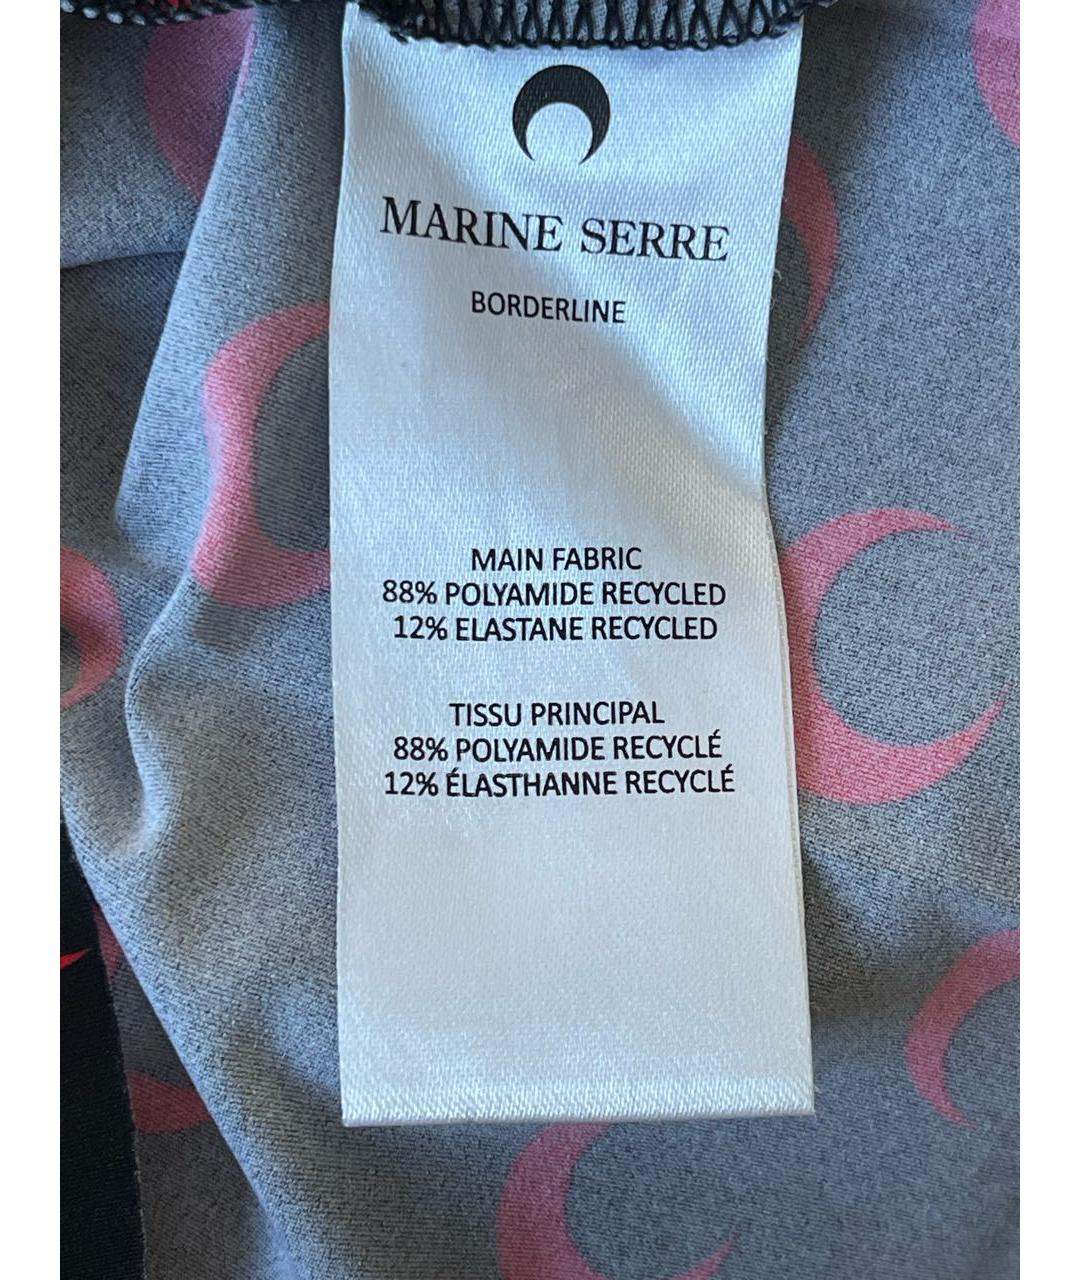 MARINE SERRE
BORDERLINE
MAIN FABRIC
88% POLYAMIDE RECYCLED
12% ELASTANE RECYCLED
TISSU PRINCIPAL
88% POLYAMIDE RECYCLÉ
12% ÉLASTHANNE RECYCLÉ